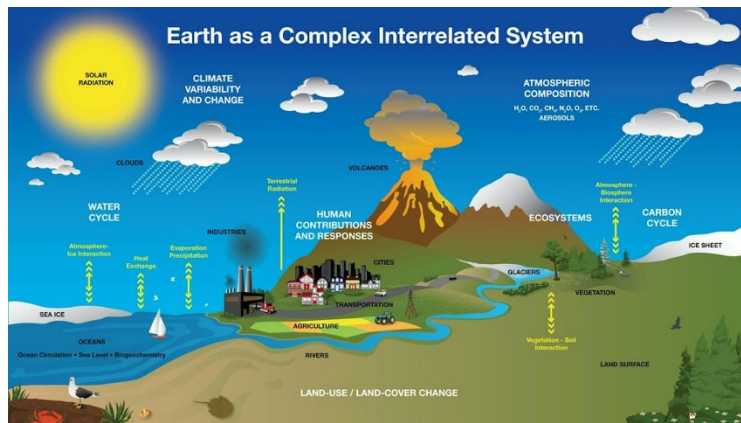 Earth as a Complex Interrelated System
SOLAR
RADIATION
CLIMATE
VARIABILITY
AND CHANGE
ATMOSPHERIC
COMPOSITION
H₂O, CO₂, CH₄, N₂O, O₃, ETC.
AEROSOLS
CLOUDS
VOLCANOES
Terrestrial
Radiation
Atmosphere -
Biosphere
Interaction
WATER
CYCLE
HUMAN
CONTRIBUTIONS
AND RESPONSES
ECOSYSTEMS
CARBON
CYCLE
INDUSTRIES
Atmosphere-
Ice Interaction
Heat
Exchange
Evaporation
Precipitation
ICE SHEET
CITIES
GLACIERS
VEGETATION
TRANSPORTATION
SEA ICE
AGRICULTURE
OCEANS
Ocean Circulation • Sea Level • Biogeochemistry
RIVERS
Vegetation - Soil
Interaction
LAND SURFACE
LAND-USE / LAND-COVER CHANGE